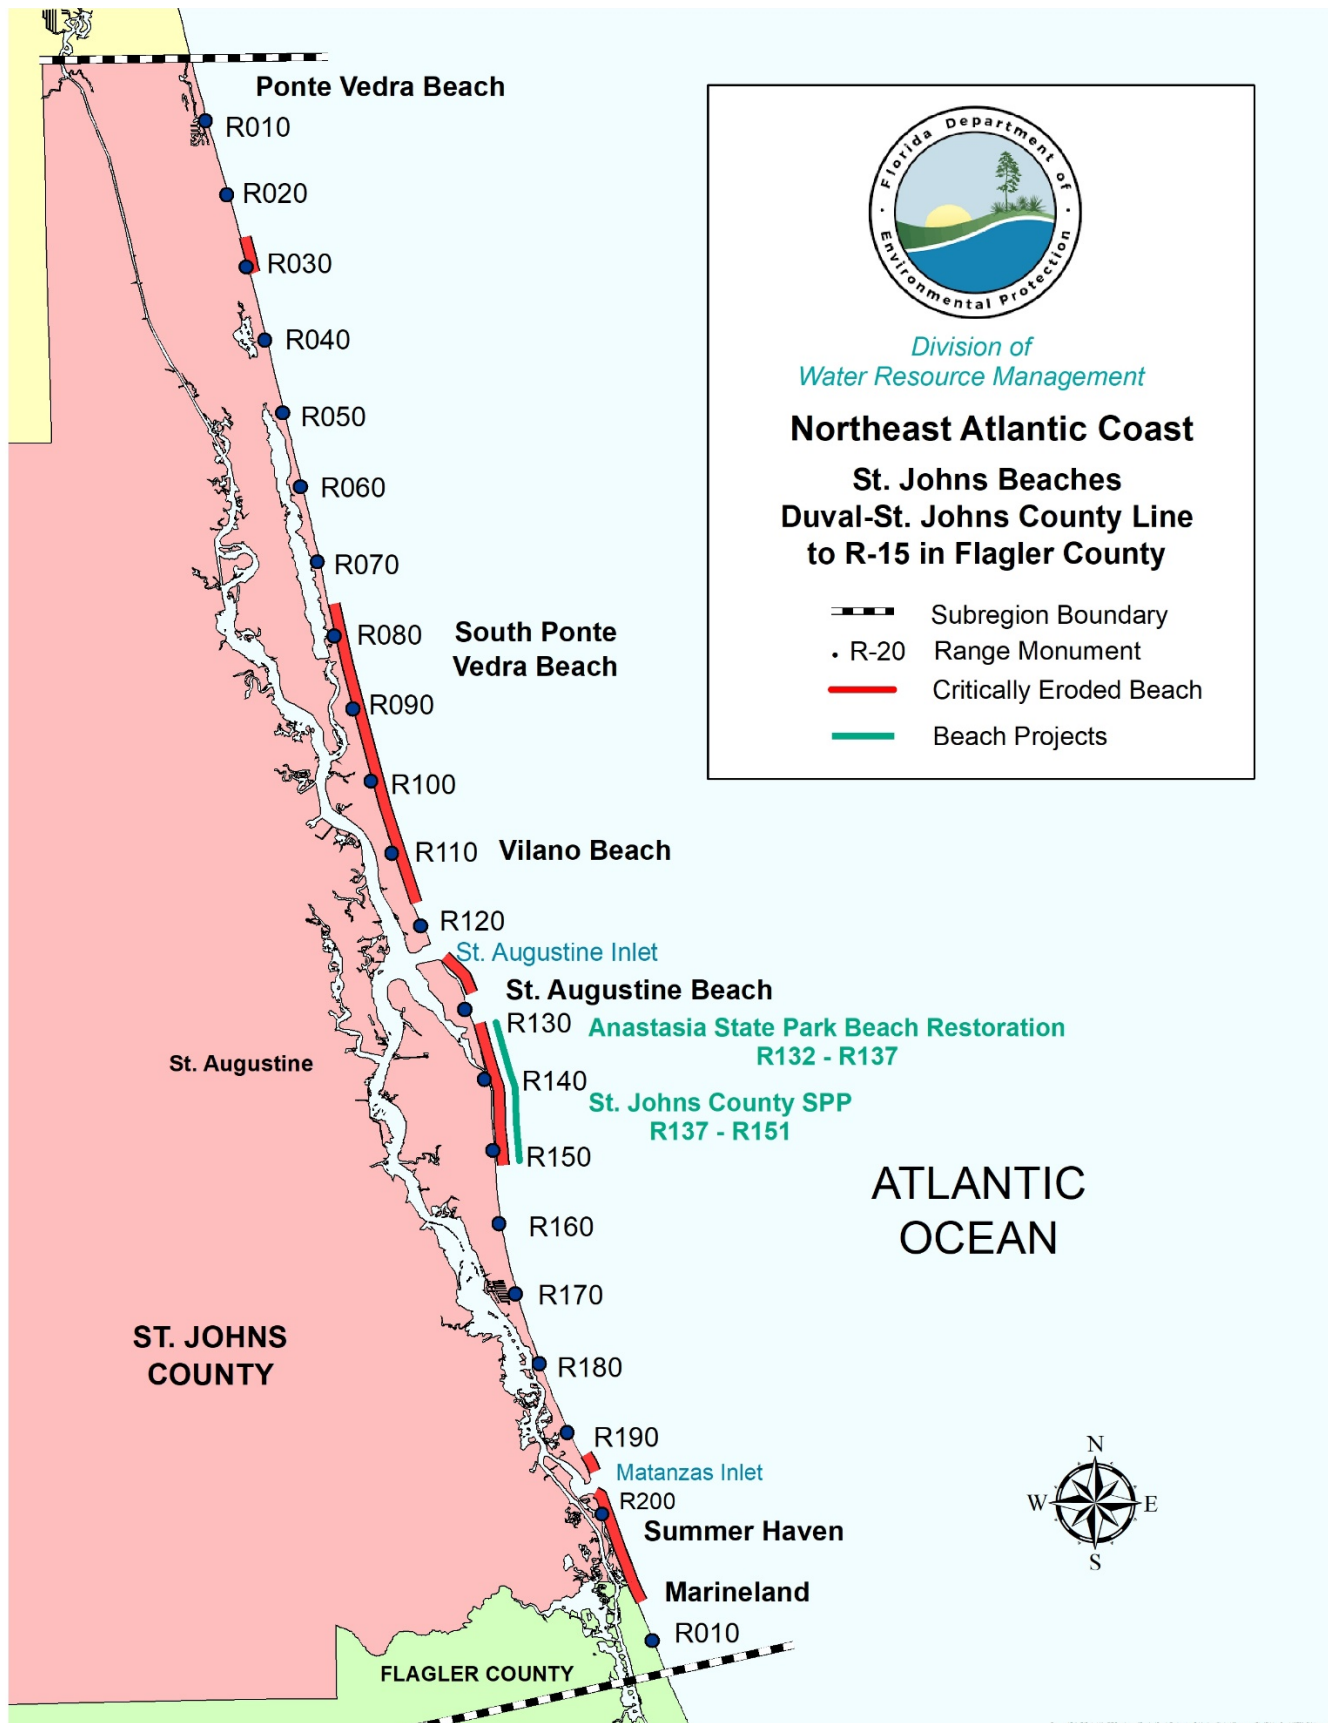 Ponte Vedra Beach
R010
R020
R030
R040
R050
R060
R070
R080
South Ponte
Vedra Beach
R090
R100
R110
Vilano Beach
R120
St. Augustine Inlet
St. Augustine Beach
R130
Anastasia State Park Beach Restoration
R132 - R137
St. Augustine
R140
St. Johns County SPP
R137 - R151
R150
ATLANTIC
OCEAN
R160
R170
ST. JOHNS
COUNTY
R180
R190
Matanzas Inlet
R200
Summer Haven
Marineland
R010
FLAGLER COUNTY
Florida Department of
Environmental Protection
Division of
Water Resource Management
Northeast Atlantic Coast
St. Johns Beaches
Duval-St. Johns County Line
to R-15 in Flagler County
Subregion Boundary
R-20 Range Monument
Critically Eroded Beach
Beach Projects
N
W E
S